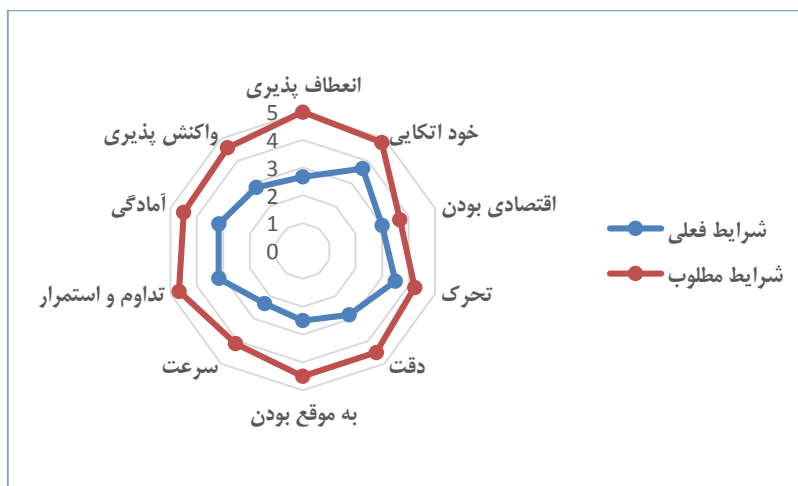 انعطاف پذیری
خود اتکایی
اقتصادی بودن
تحرک
دقت
به موقع بودن
سرعت
تداوم و استمرار
آمادگی
واکنش پذیری
5
4
3
2
1
0
شرایط فعلی
شرایط مطلوب